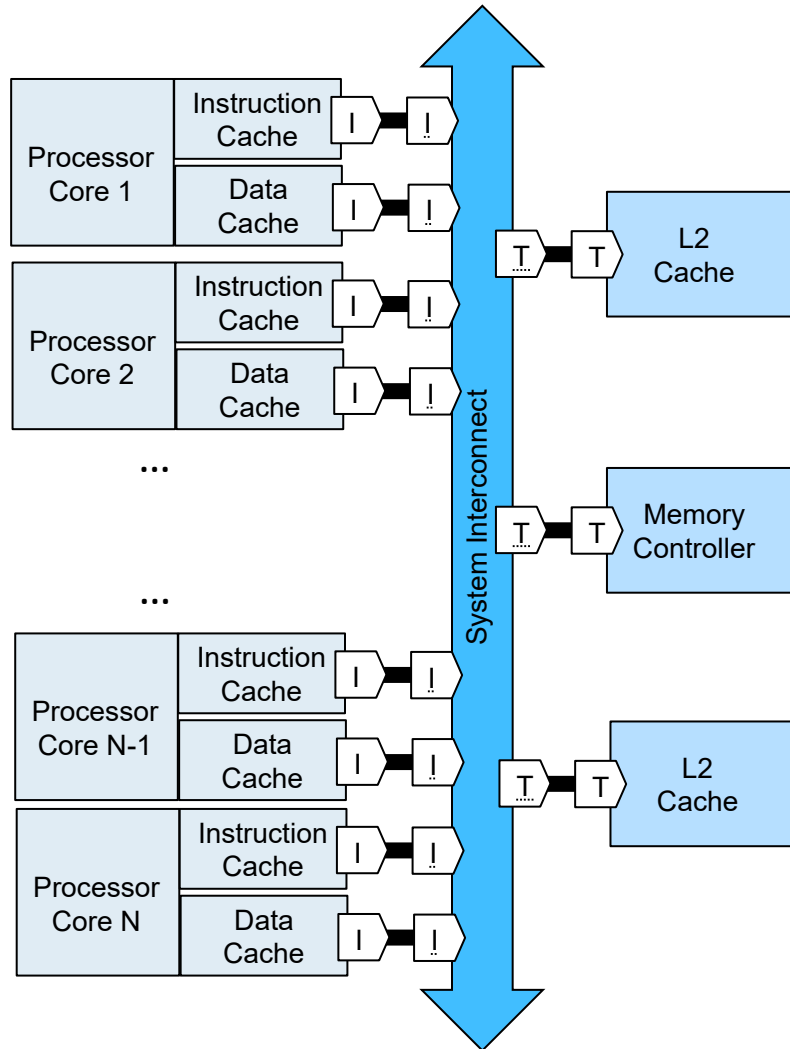 Processor
Core 1
Instruction
Cache
I
I
Data
Cache
I
I
Processor
Core 2
Instruction
Cache
I
I
Data
Cache
I
I
...
...
Processor
Core N-1
Instruction
Cache
I
I
Data
Cache
I
I
Processor
Core N
Instruction
Cache
I
I
Data
Cache
I
I
System Interconnect
T
T
L2
Cache
T
T
Memory
Controller
T
T
L2
Cache